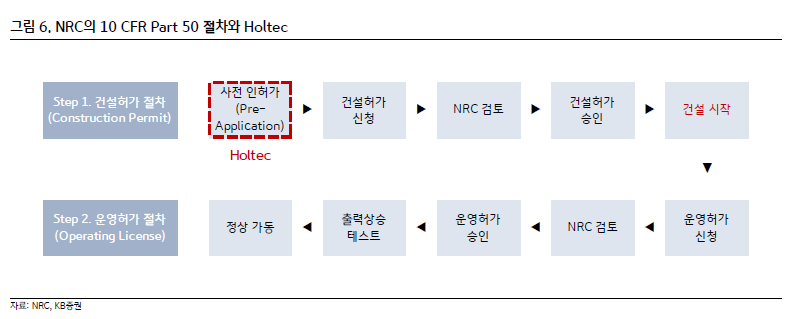 그림 6. NRC의 10 CFR Part 50 절차와 Holtec
Step 1. 건설허가 절차
(Construction Permit)
사전 인허가
(Pre-
Application)
▶
건설허가
신청
▶
NRC 검토
▶
건설허가
승인
▶
건설 시작
Holtec
▼
Step 2. 운영허가 절차
(Operating License)
정상 가동
◀
출력상승
테스트
◀
운영허가
승인
◀
NRC 검토
◀
운영허가
신청
자료: NRC, KB증권